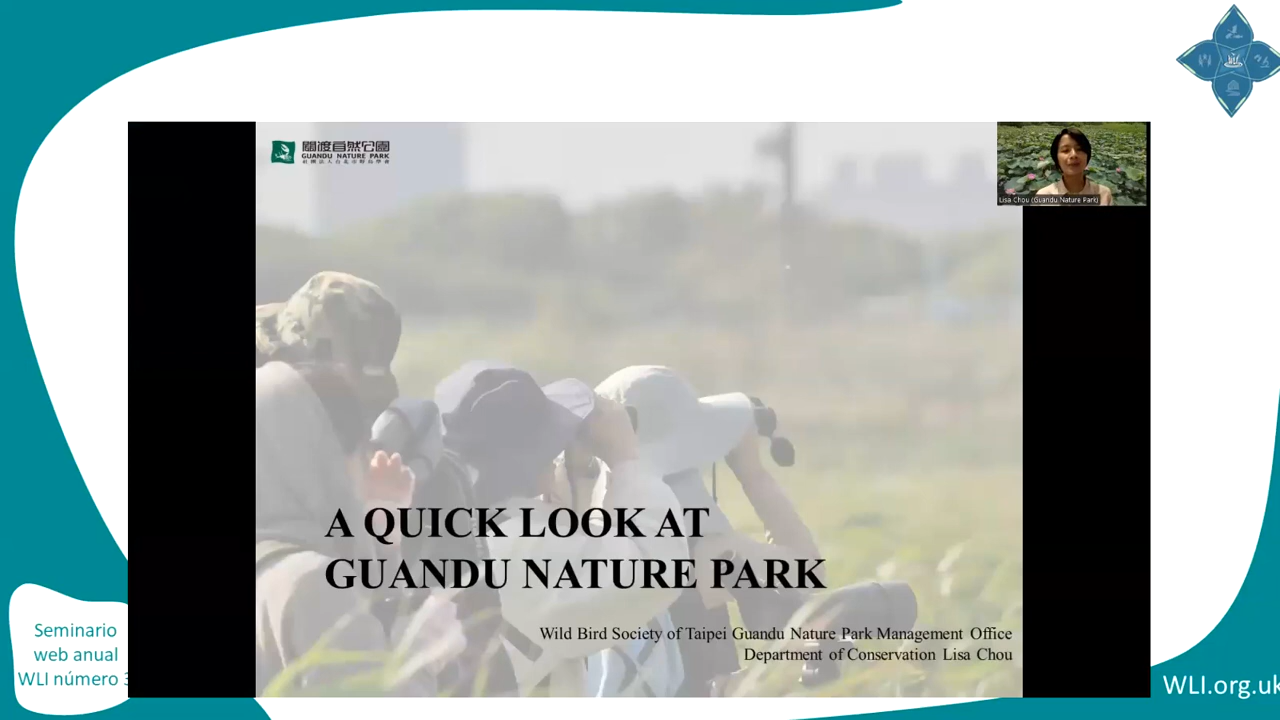 關渡自然公園
GUANDU NATURE PARK
社團法人台北市野鳥學會
Lisa Chou (Guandu Nature Park)
A QUICK LOOK AT
GUANDU NATURE PARK
Wild Bird Society of Taipei Guandu Nature Park Management Office
Department of Conservation Lisa Chou
Seminario
web anual
WLI número
WLI.org.uk